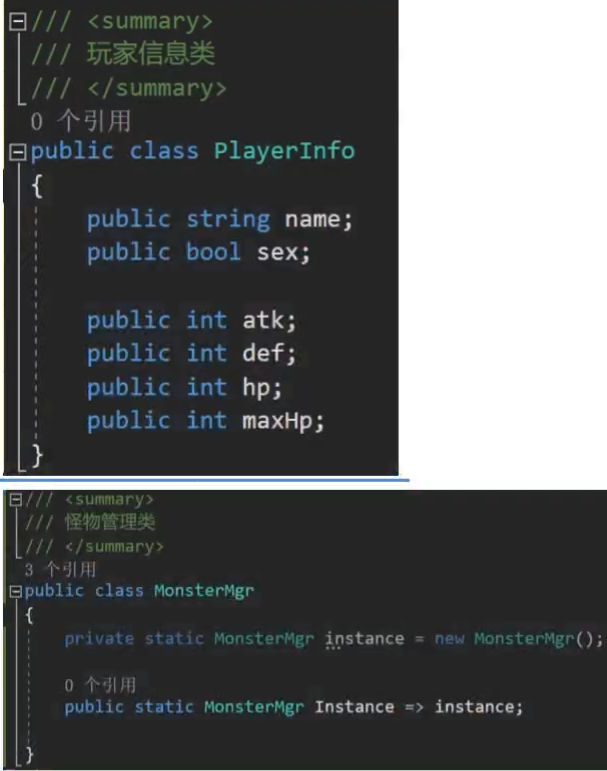 /// <summary>
/// 玩家信息类
/// </summary>
0 个引用
public class PlayerInfo
{
public string name;
public bool sex;
public int atk;
public int def;
public int hp;
public int maxHp;
}
/// <summary>
/// 怪物管理类
/// </summary>
3 个引用
public class MonsterMgr
{
private static MonsterMgr instance = new MonsterMgr();
0 个引用
public static MonsterMgr Instance => instance;
}